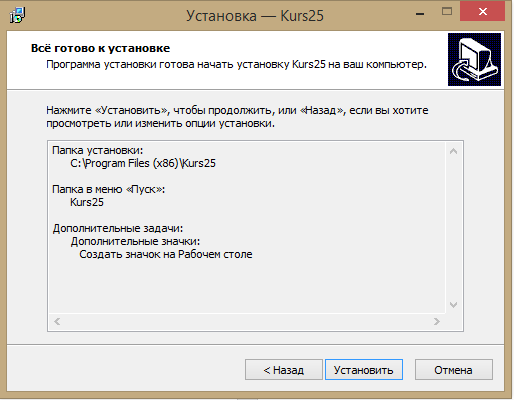 Установка — Kurs25
Всё готово к установке
Программа установки готова начать установку Kurs25 на ваш компьютер.
Нажмите «Установить», чтобы продолжить, или «Назад», если вы хотите
просмотреть или изменить опции установки.
Папка установки:
C:\Program Files (x86)\Kurs25
Папка в меню «Пуск»:
Kurs25
Дополнительные задачи:
Дополнительные значки:
Создать значок на Рабочем столе
< Назад
Установить
Отмена